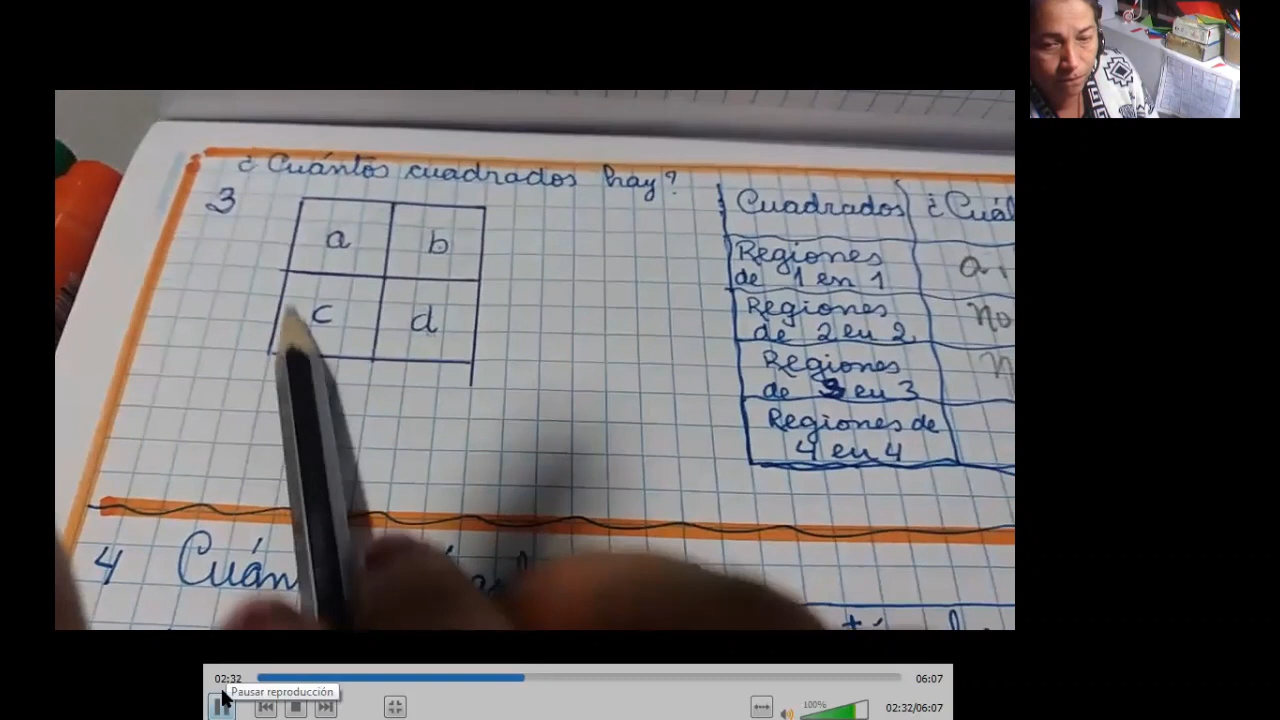 ¿Cuántos cuadrados hay?
3
a b
c d
Cuadrados ¿Cuál
Regiones
de 1 en 1
a,
Regiones
de 2 en 2
no
Regiones
de 3 en 3
n
Regiones de
4 en 4
4 Cuán
02:32
06:07
Pausar reproducción
100%
02:32/06:07